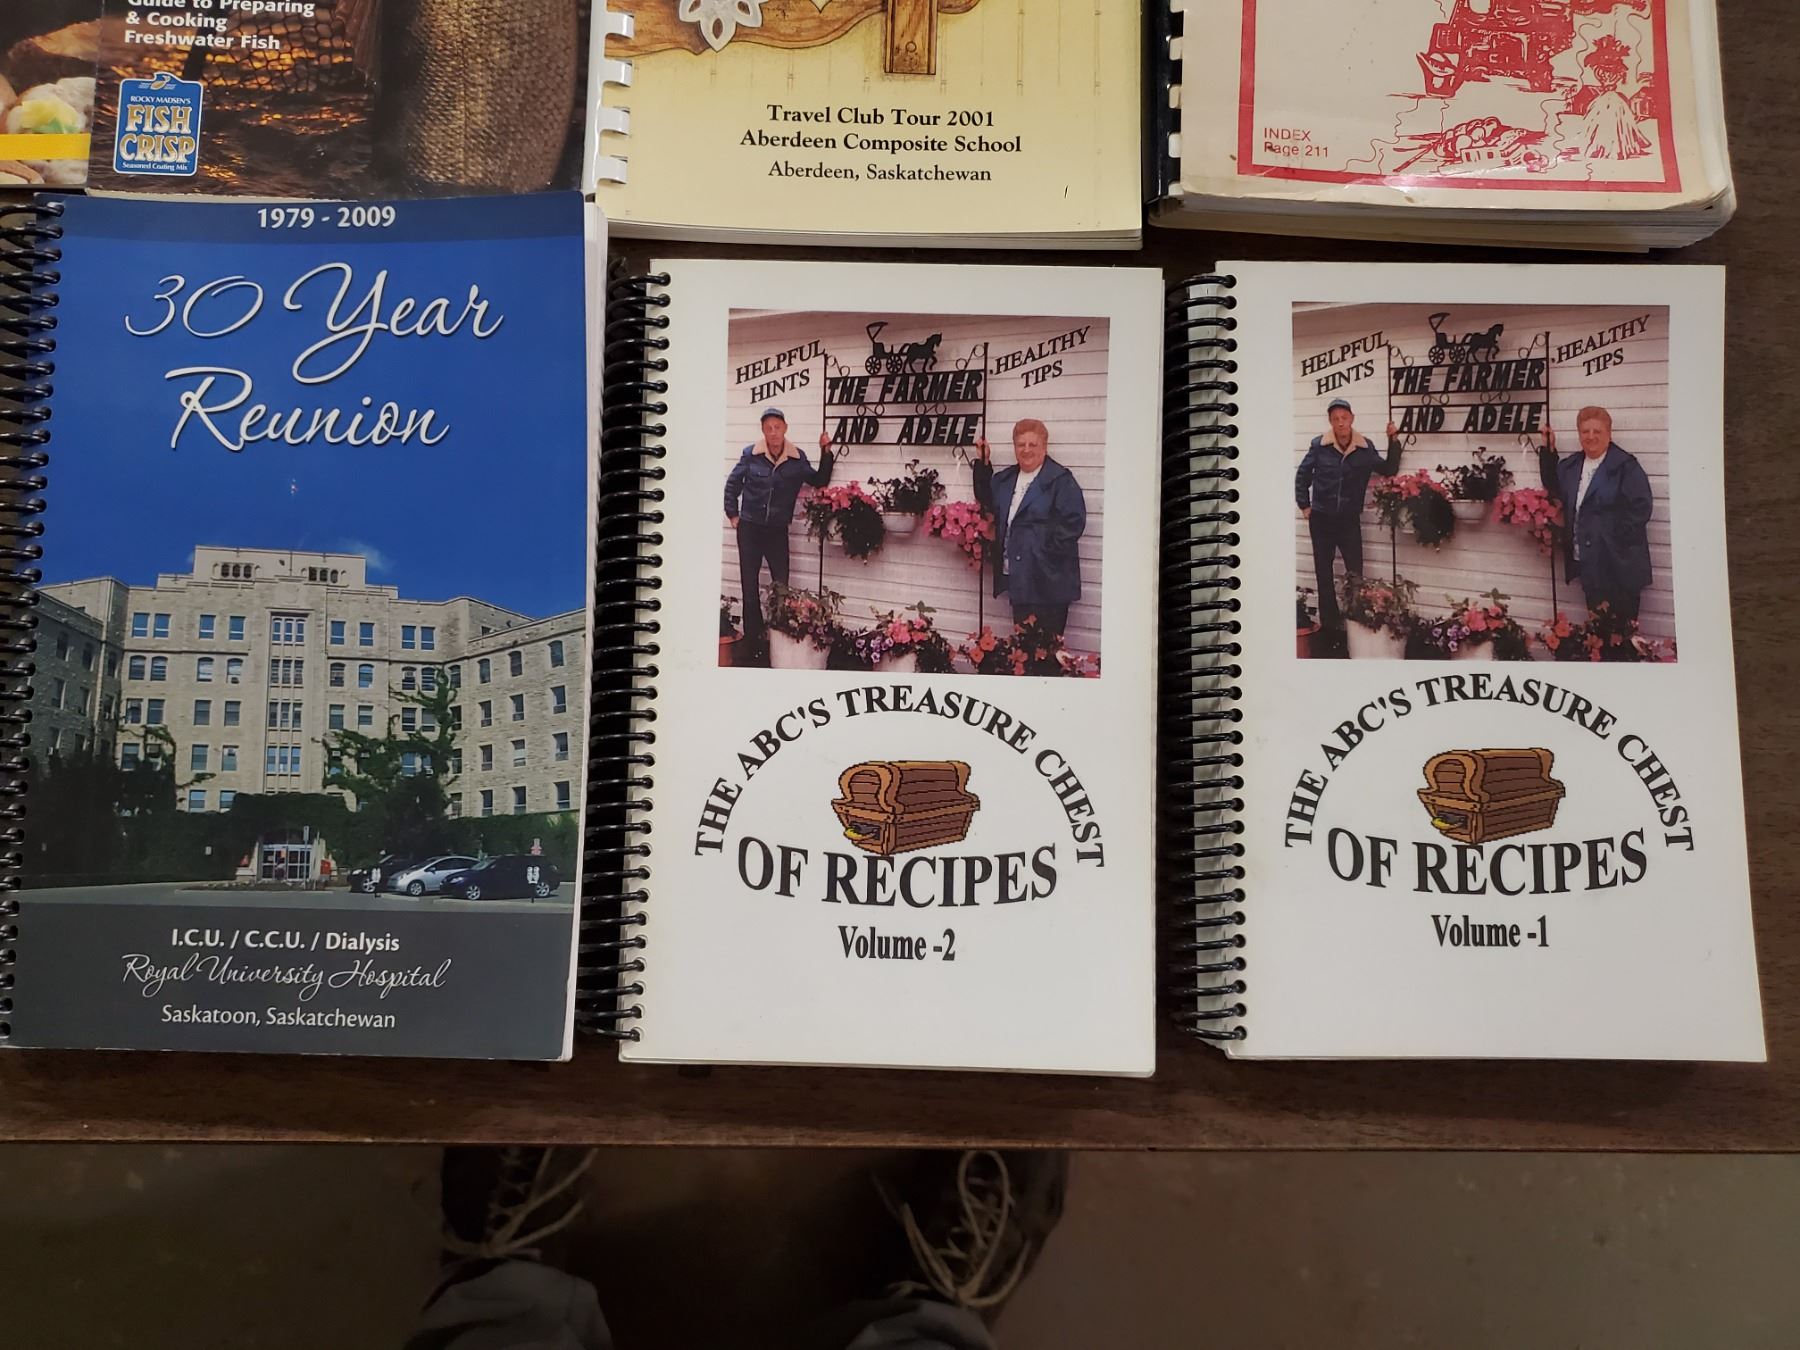 Guide to Preparing
& Cooking
Freshwater Fish
ROCKY MADSEN'S
FISH
CRISP
Seasoned Coating Mix
Travel Club Tour 2001
Aberdeen Composite School
Aberdeen, Saskatchewan
INDEX
Page 211
1979 - 2009
30 Year
Reunion
I.C.U. / C.C.U. / Dialysis
Royal University Hospital
Saskatoon, Saskatchewan
HELPFUL
HINTS
HEALTHY
TIPS
THE FARMER
AND ADELE
THE ABC'S TREASURE CHEST
OF RECIPES
Volume -2
HELPFUL
HINTS
HEALTHY
TIPS
THE FARMER
AND ADELE
THE ABC'S TREASURE CHEST
OF RECIPES
Volume -1